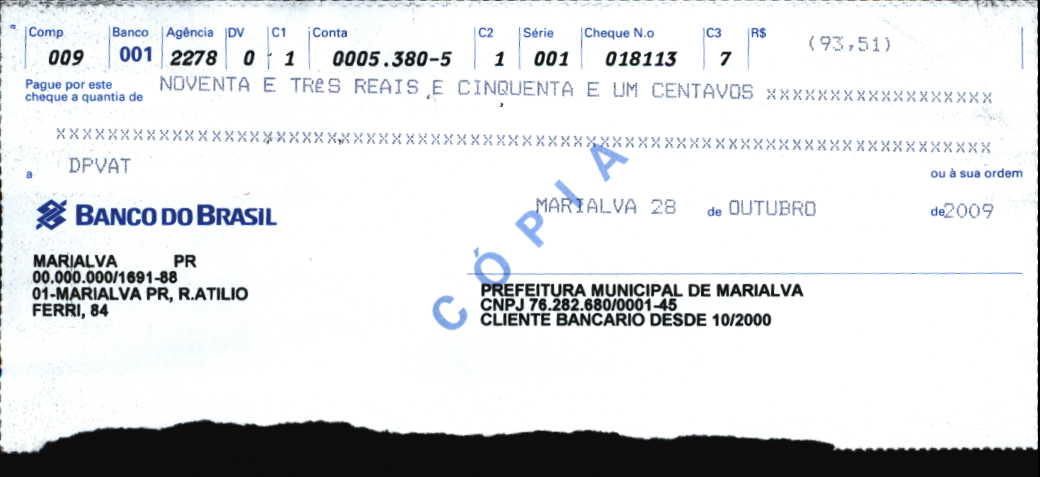 Comp Banco Agência DV C1 Conta C2 Série Cheque N.o C3 R$ (93,51)
009 001 2278 0 1 0005.380-5 1 001 018113 7
Pague por este cheque a quantia de NOVENTA E TRêS REAIS E CINQUENTA E UM CENTAVOS xxxxxxxxxxxxxxxxxx
xxxxxxxxxxxxxxxxxxxxxxxxxxxxxxxxxxxxxxxxxxxxxxxxxxxxxxxxxxxxxxxxxxxxxxxx
a DPVAT ou à sua ordem
CÓPIA
BANCO DO BRASIL
MARIALVA 28 de OUTUBRO de 2009
MARIALVA PR
00.000.000/1691-88
01-MARIALVA PR, R.ATILIO
FERRI, 84
PREFEITURA MUNICIPAL DE MARIALVA
CNPJ 76.282.680/0001-45
CLIENTE BANCARIO DESDE 10/2000